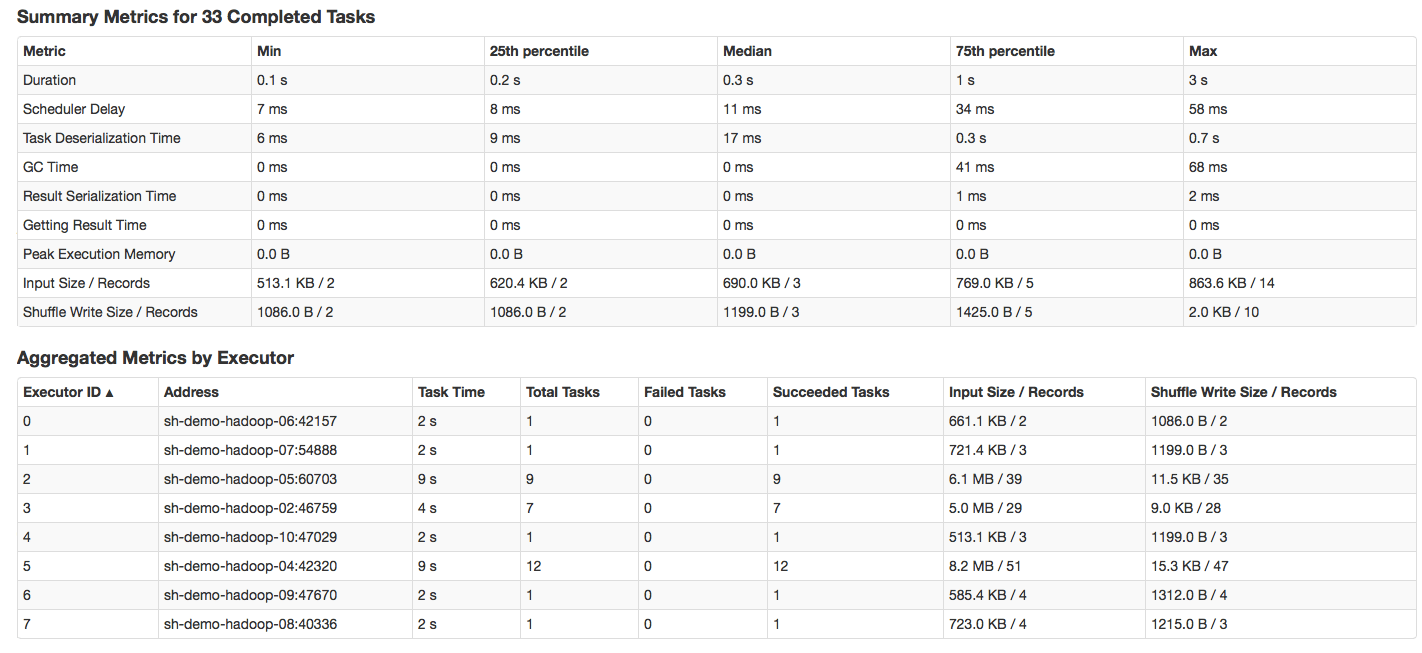 Summary Metrics for 33 Completed Tasks
Metric Min 25th percentile Median 75th percentile Max
Duration 0.1 s 0.2 s 0.3 s 1 s 3 s
Scheduler Delay 7 ms 8 ms 11 ms 34 ms 58 ms
Task Deserialization Time 6 ms 9 ms 17 ms 0.3 s 0.7 s
GC Time 0 ms 0 ms 0 ms 41 ms 68 ms
Result Serialization Time 0 ms 0 ms 0 ms 1 ms 2 ms
Getting Result Time 0 ms 0 ms 0 ms 0 ms 0 ms
Peak Execution Memory 0.0 B 0.0 B 0.0 B 0.0 B 0.0 B
Input Size / Records 513.1 KB / 2 620.4 KB / 2 690.0 KB / 3 769.0 KB / 5 863.6 KB / 14
Shuffle Write Size / Records 1086.0 B / 2 1086.0 B / 2 1199.0 B / 3 1425.0 B / 5 2.0 KB / 10
Aggregated Metrics by Executor
Executor ID ▲ Address Task Time Total Tasks Failed Tasks Succeeded Tasks Input Size / Records Shuffle Write Size / Records
0 sh-demo-hadoop-06:42157 2 s 1 0 1 661.1 KB / 2 1086.0 B / 2
1 sh-demo-hadoop-07:54888 2 s 1 0 1 721.4 KB / 3 1199.0 B / 3
2 sh-demo-hadoop-05:60703 9 s 9 0 9 6.1 MB / 39 11.5 KB / 35
3 sh-demo-hadoop-02:46759 4 s 7 0 7 5.0 MB / 29 9.0 KB / 28
4 sh-demo-hadoop-10:47029 2 s 1 0 1 513.1 KB / 3 1199.0 B / 3
5 sh-demo-hadoop-04:42320 9 s 12 0 12 8.2 MB / 51 15.3 KB / 47
6 sh-demo-hadoop-09:47670 2 s 1 0 1 585.4 KB / 4 1312.0 B / 4
7 sh-demo-hadoop-08:40336 2 s 1 0 1 723.0 KB / 4 1215.0 B / 3